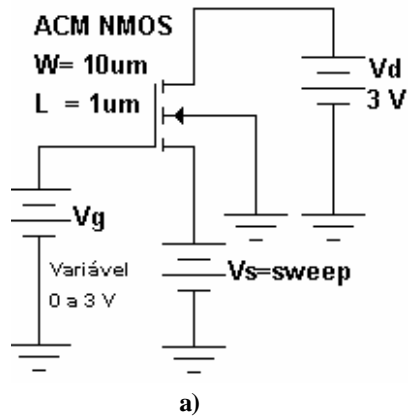 ACM NMOS
W= 10um
L = 1um
Vd
3 V
Vg
Variável
0 a 3 V
Vs=sweep
a)